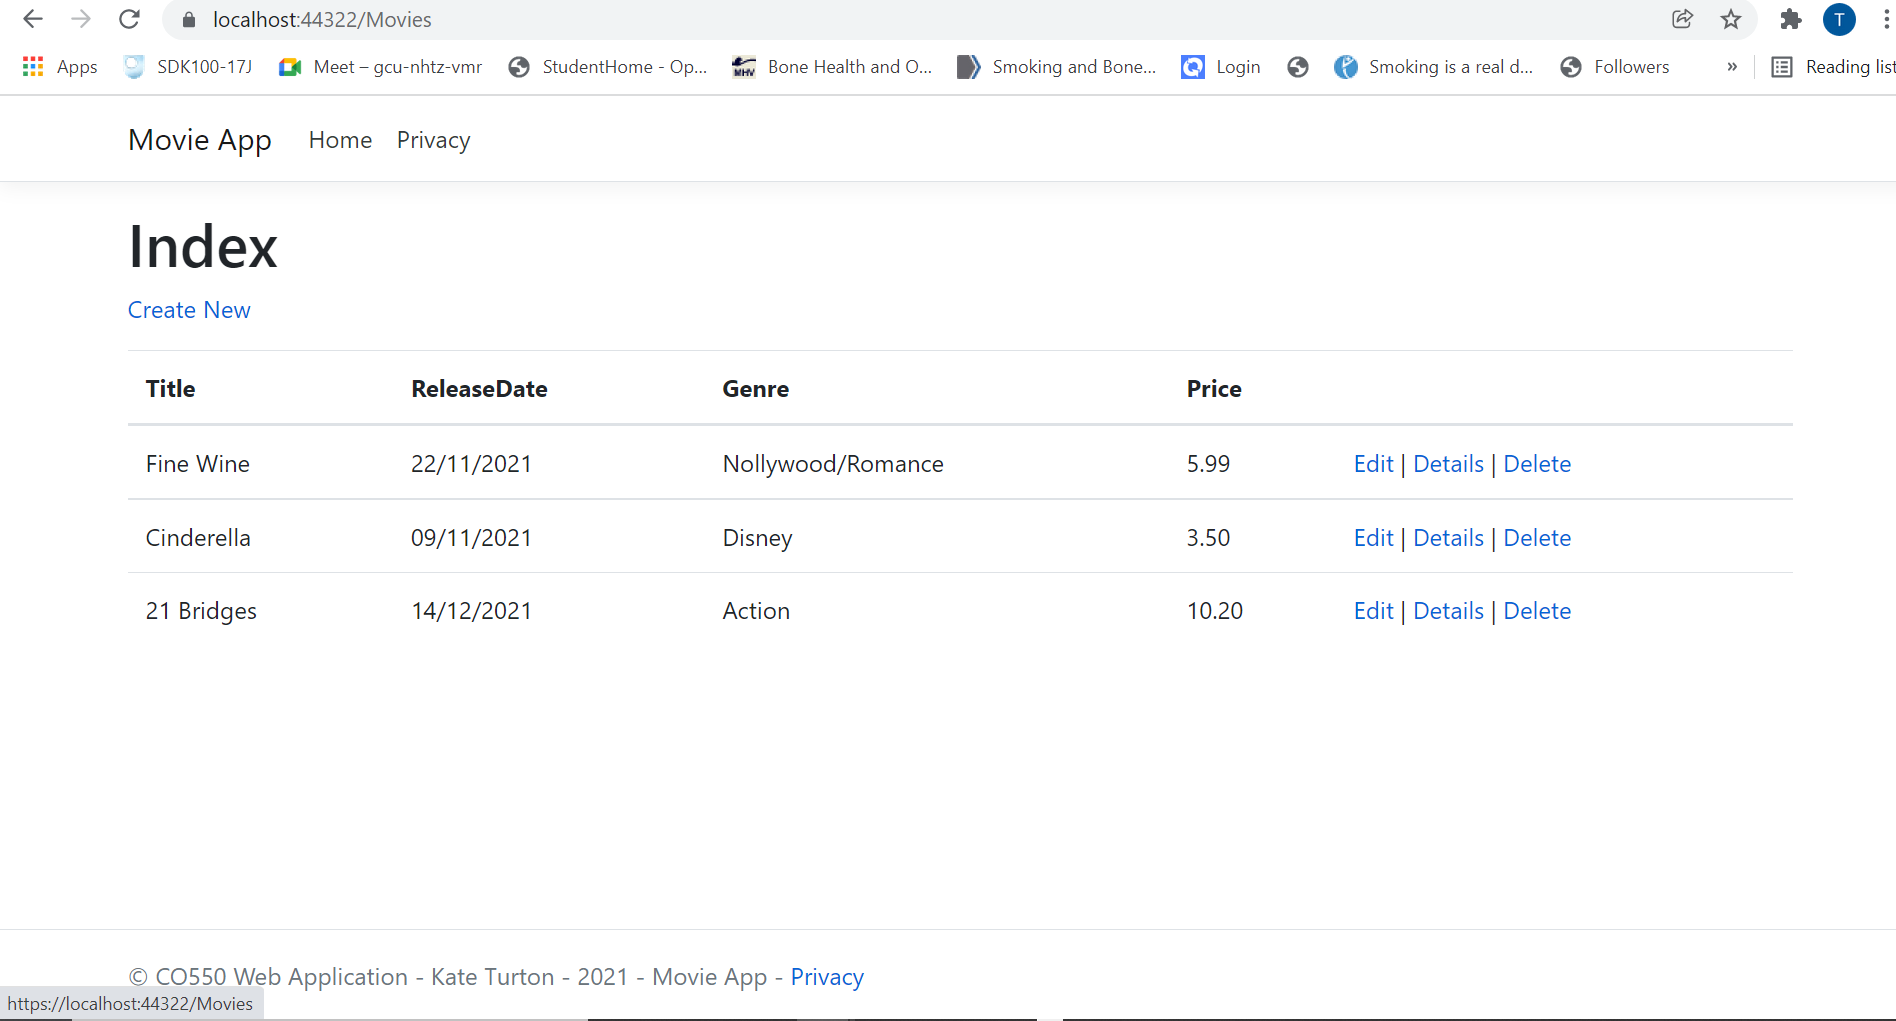 localhost:44322/Movies
T
Apps SDK100-17J Meet – gcu-nhtz-vmr StudentHome - Op... MHV Bone Health and O... Smoking and Bone... Login Smoking is a real d... Followers » Reading list
Movie App Home Privacy
Index
Create New
Title ReleaseDate Genre Price
Fine Wine 22/11/2021 Nollywood/Romance 5.99 Edit | Details | Delete
Cinderella 09/11/2021 Disney 3.50 Edit | Details | Delete
21 Bridges 14/12/2021 Action 10.20 Edit | Details | Delete
© CO550 Web Application - Kate Turton - 2021 - Movie App - Privacy
https://localhost:44322/Movies